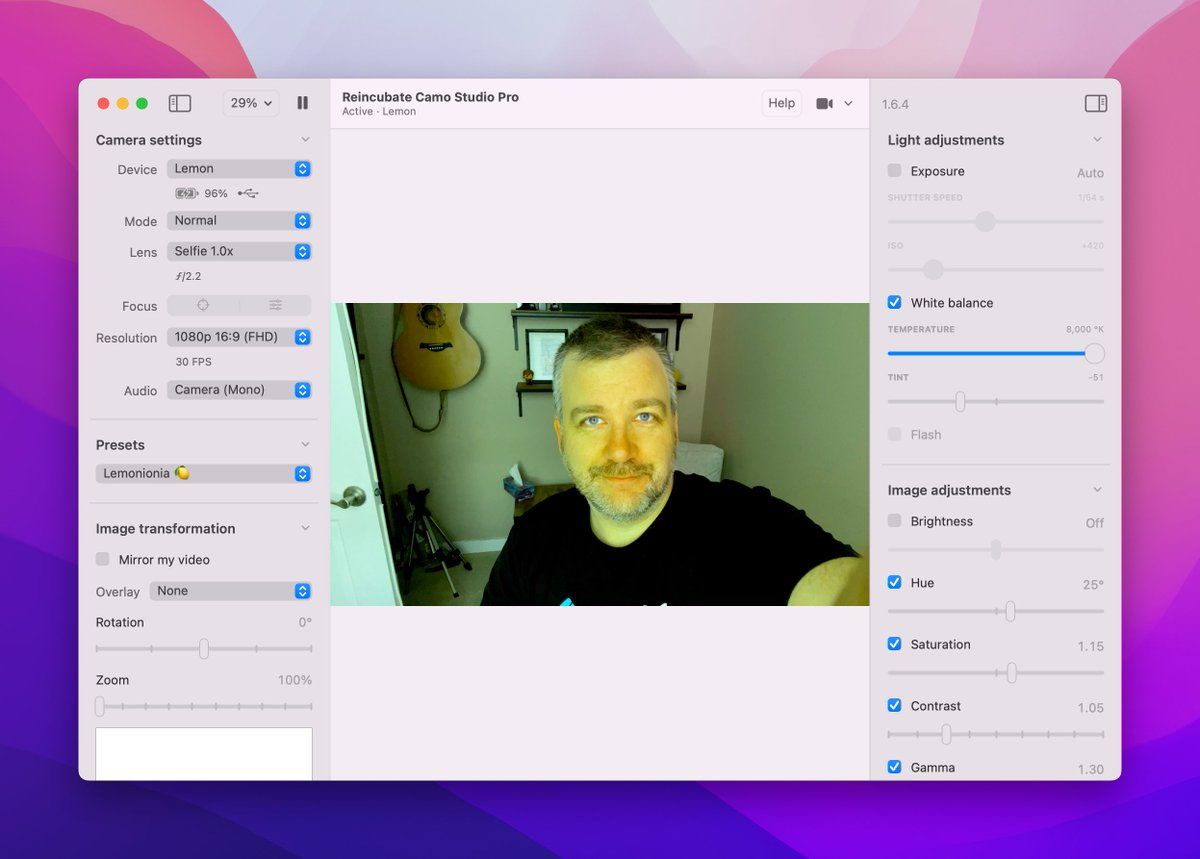 29%
Camera settings
Device Lemon
96%
Mode Normal
Lens Selfie 1.0x
ƒ/2.2
Focus
Resolution 1080p 16:9 (FHD)
30 FPS
Audio Camera (Mono)
Presets
Lemonionia 🍋
Image transformation
Mirror my video
Overlay None
Rotation 0°
Zoom 100%
Reincubate Camo Studio Pro
Active · Lemon
Help
1.6.4
Light adjustments
Exposure Auto
SHUTTER SPEED 1/64 s
ISO +420
White balance
TEMPERATURE 8,000 °K
TINT -51
Flash
Image adjustments
Brightness Off
Hue 25°
Saturation 1.15
Contrast 1.05
Gamma 1.30